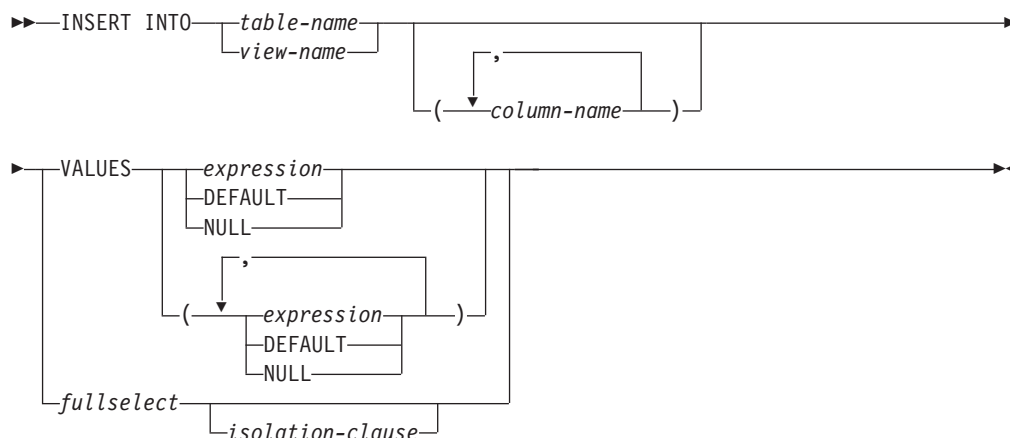 INSERT INTO table-name
view-name
,
( column-name )
VALUES expression
DEFAULT
NULL
,
( expression )
DEFAULT
NULL
fullselect
isolation-clause